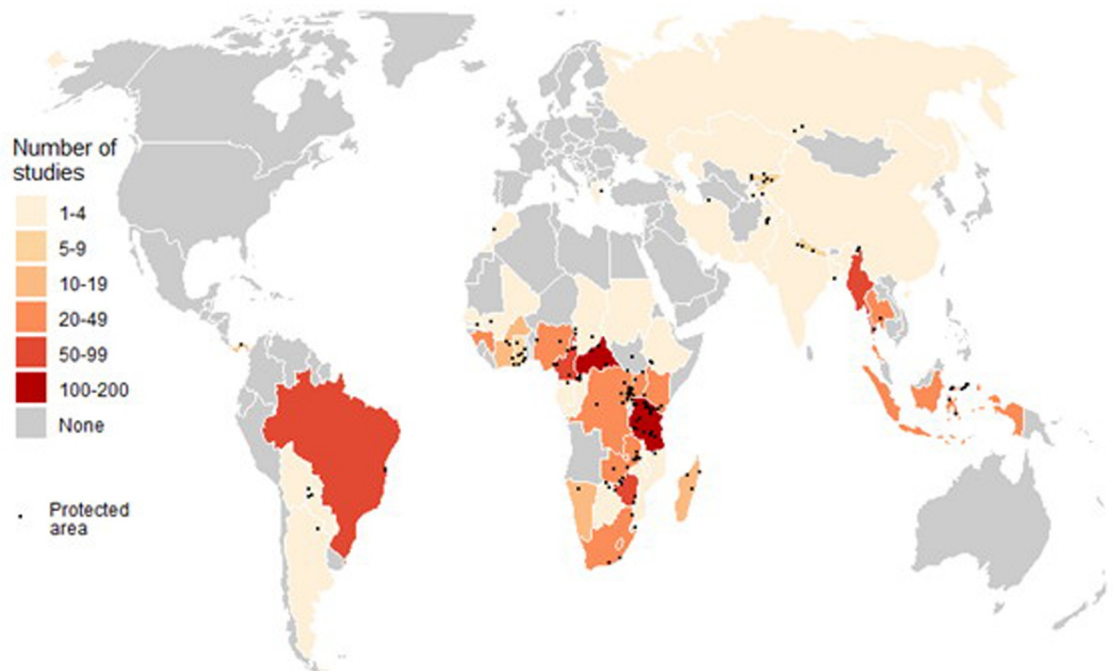 Number of
studies
1-4
5-9
10-19
20-49
50-99
100-200
None
Protected
area